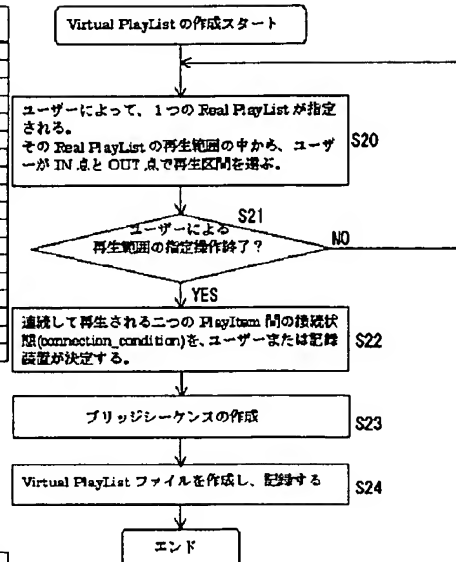 Virtual PlayList の作成スタート
ユーザーによって、1つの Real PlayList が指定
される。
その Real PlayList の再生範囲の中から、ユーザ
ーが IN 点と OUT 点で再生区間を選ぶ。
S20
S21
ユーザーによる
再生範囲の指定操作終了?
NO
YES
連続して再生される二つの PlayItem 間の接続状
態(connection_condition)を、ユーザーまたは記録
装置が決定する。
S22
ブリッジシーケンスの作成
S23
Virtual PlayList ファイルを作成し、記録する
S24
エンド